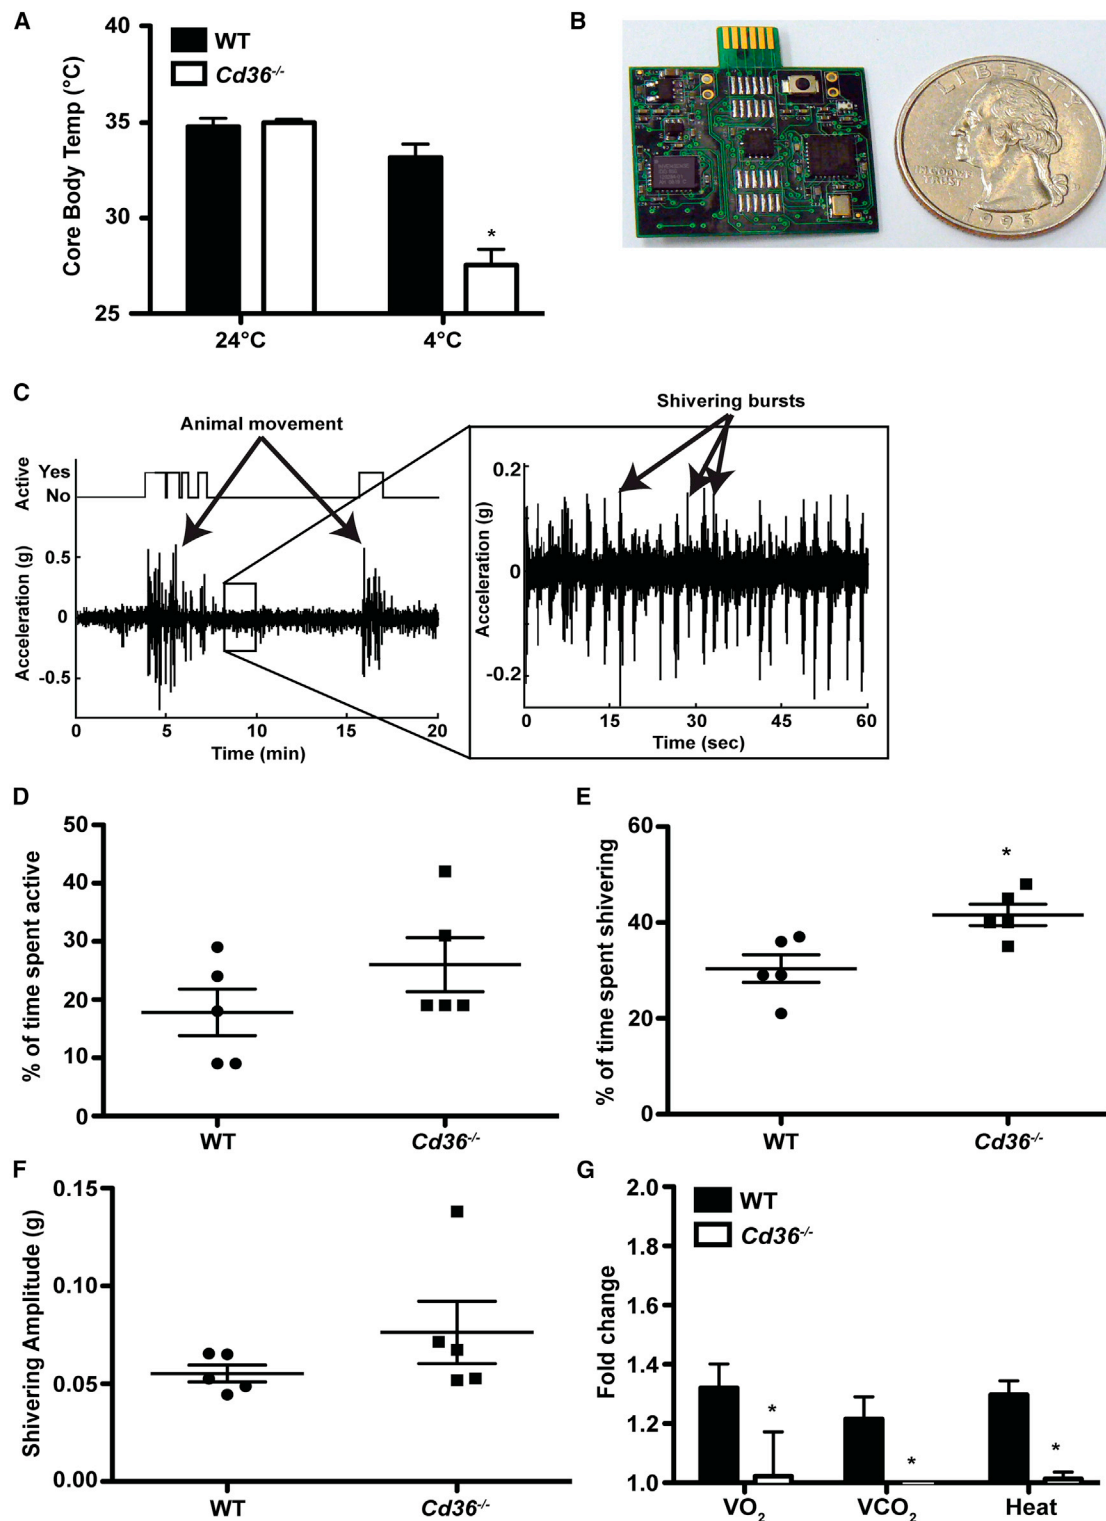 A
40
35
30
25
Core Body Temp (°C)
WT
Cd36-/-
*
24°C
4°C
B
LIBERTY
1995
C
Animal movement
Shivering bursts
Yes
No
Active
0.5
0
-0.5
Acceleration (g)
0
5
10
15
20
Time (min)
0.2
0
-0.2
Acceleration (g)
0
15
30
45
60
Time (sec)
D
50
40
30
20
10
0
% of time spent active
WT
Cd36-/-
E
60
40
20
0
% of time spent shivering
*
WT
Cd36-/-
F
0.15
0.10
0.05
0.00
Shivering Amplitude (g)
WT
Cd36-/-
G
2.0
1.8
1.6
1.4
1.2
1.0
Fold change
WT
Cd36-/-
*
*
*
VO2
VCO2
Heat